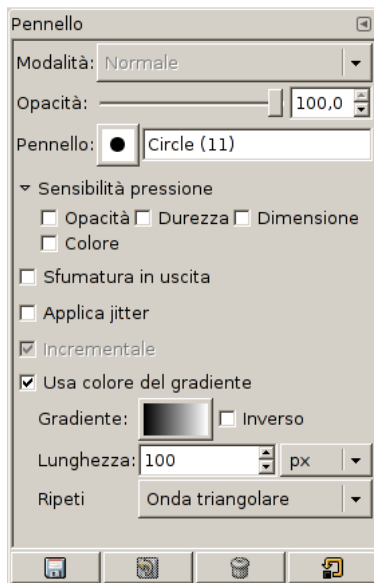 Pennello
Modalità: Normale
Opacità: 100,0
Pennello: Circle (11)
Sensibilità pressione
Opacità Durezza Dimensione
Colore
Sfumatura in uscita
Applica jitter
Incrementale
Usa colore del gradiente
Gradiente: Inverso
Lunghezza: 100 px
Ripeti Onda triangolare